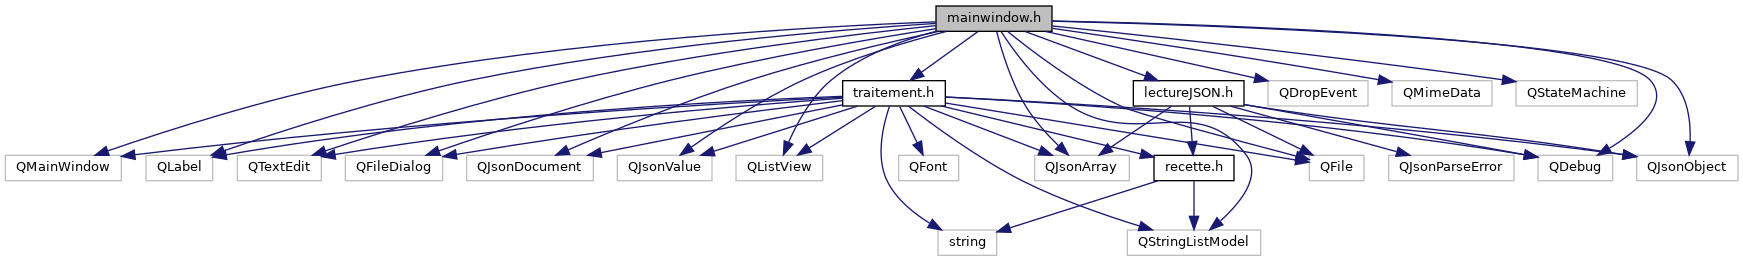 mainwindow.h
traitement.h
lectureJSON.h
QDropEvent
QMimeData
QStateMachine
QMainWindow
QLabel
QTextEdit
QFileDialog
QJsonDocument
QJsonValue
QListView
QFont
QJsonArray
recette.h
QFile
QJsonParseError
QDebug
QJsonObject
string
QStringListModel